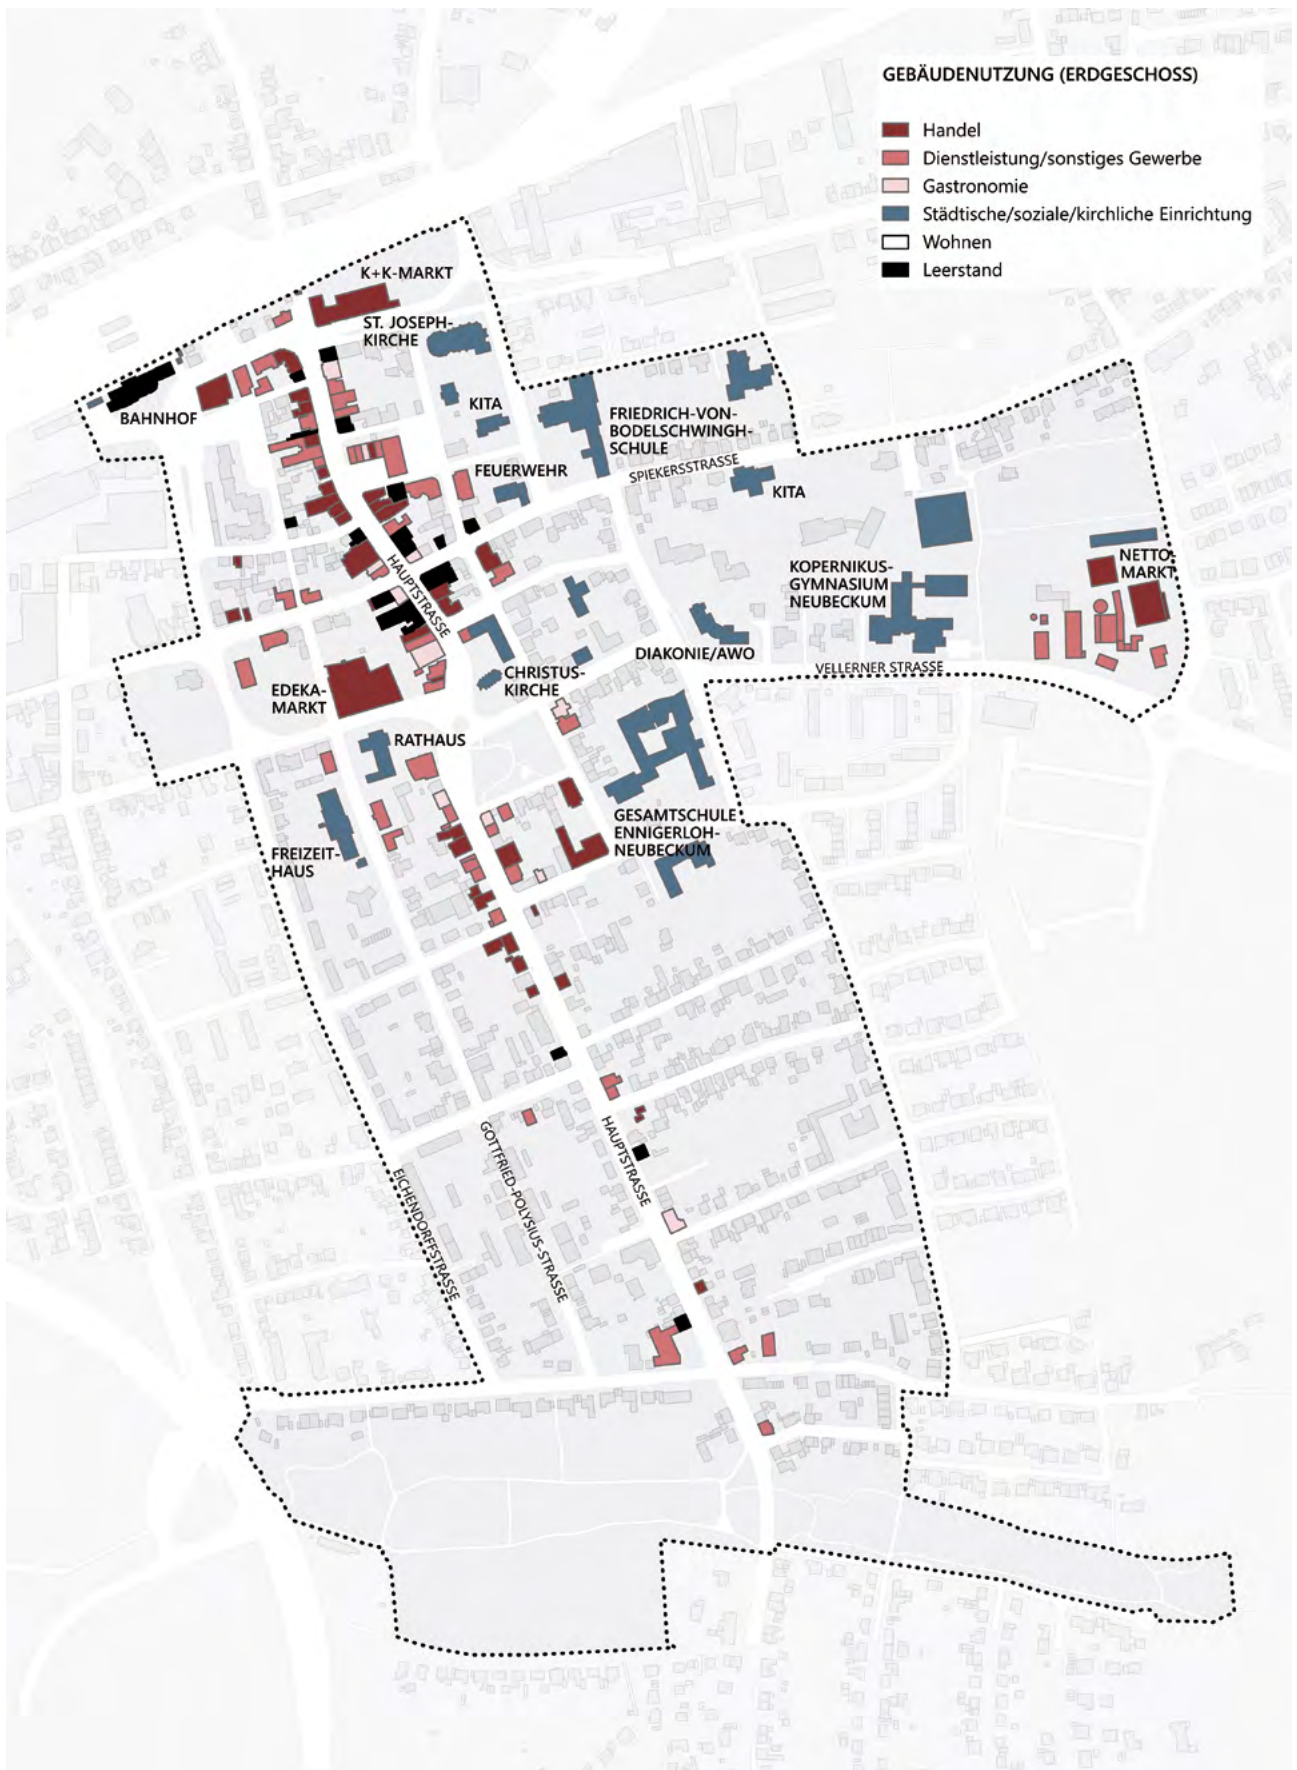 GEBÄUDENUTZUNG (ERDGESCHOSS)
Handel
Dienstleistung/sonstiges Gewerbe
Gastronomie
Städtische/soziale/kirchliche Einrichtung
Wohnen
Leerstand
K+K-MARKT
ST. JOSEPH-
KIRCHE
BAHNHOF
KITA
FRIEDRICH-VON-
BODELSCHWINGH-
SCHULE
FEUERWEHR
SPIEKERSSTRASSE
KITA
HAUPTSTRASSE
KOPERNIKUS-
GYMNASIUM
NEUBECKUM
NETTO-
MARKT
DIAKONIE/AWO
VELLERNER STRASSE
CHRISTUS-
KIRCHE
EDEKA-
MARKT
RATHAUS
GESAMTSCHULE
ENNIGERLOH-
NEUBECKUM
FREIZEIT-
HAUS
HAUPTSTRASSE
GOTTFRIED-POLYSIUS-STRASSE
EICHENDORFFSTRASSE